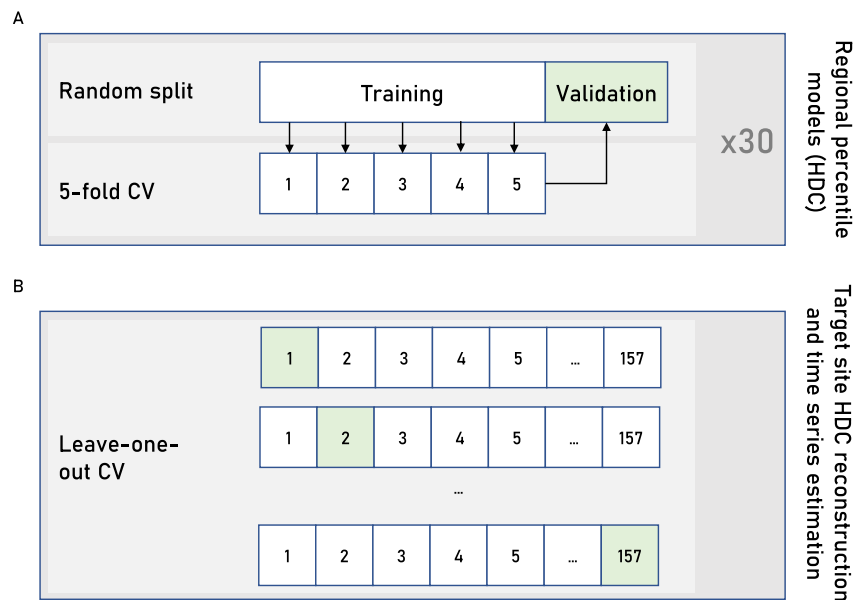 A
Random split
Training
Validation
5-fold CV
1 2 3 4 5
x30
Regional percentile
models (HDC)
B
Leave-one-
out CV
1 2 3 4 5 ... 157
1 2 3 4 5 ... 157
...
1 2 3 4 5 ... 157
Target site HDC reconstruction
and time series estimation